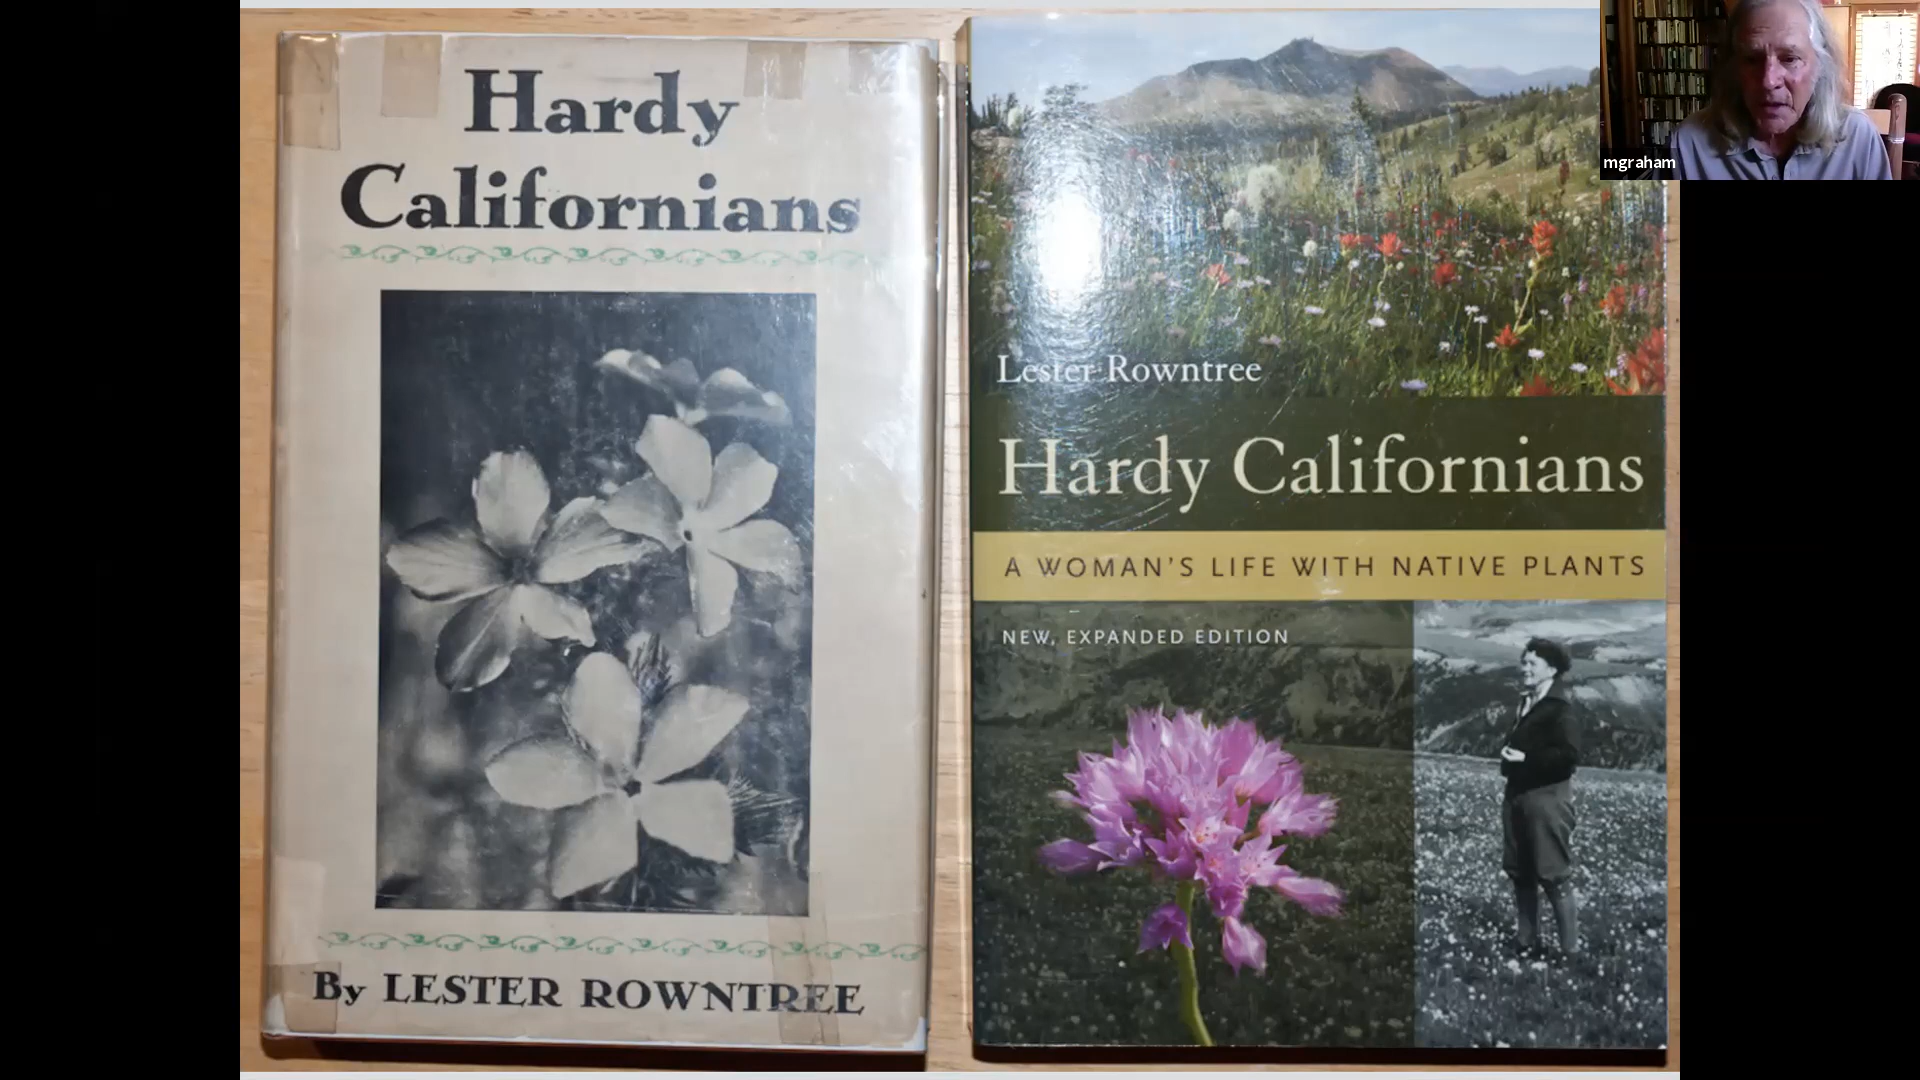 Hardy
Californians
By LESTER ROWNTREE
Lester Rowntree
Hardy Californians
A WOMAN'S LIFE WITH NATIVE PLANTS
NEW, EXPANDED EDITION
mgraham